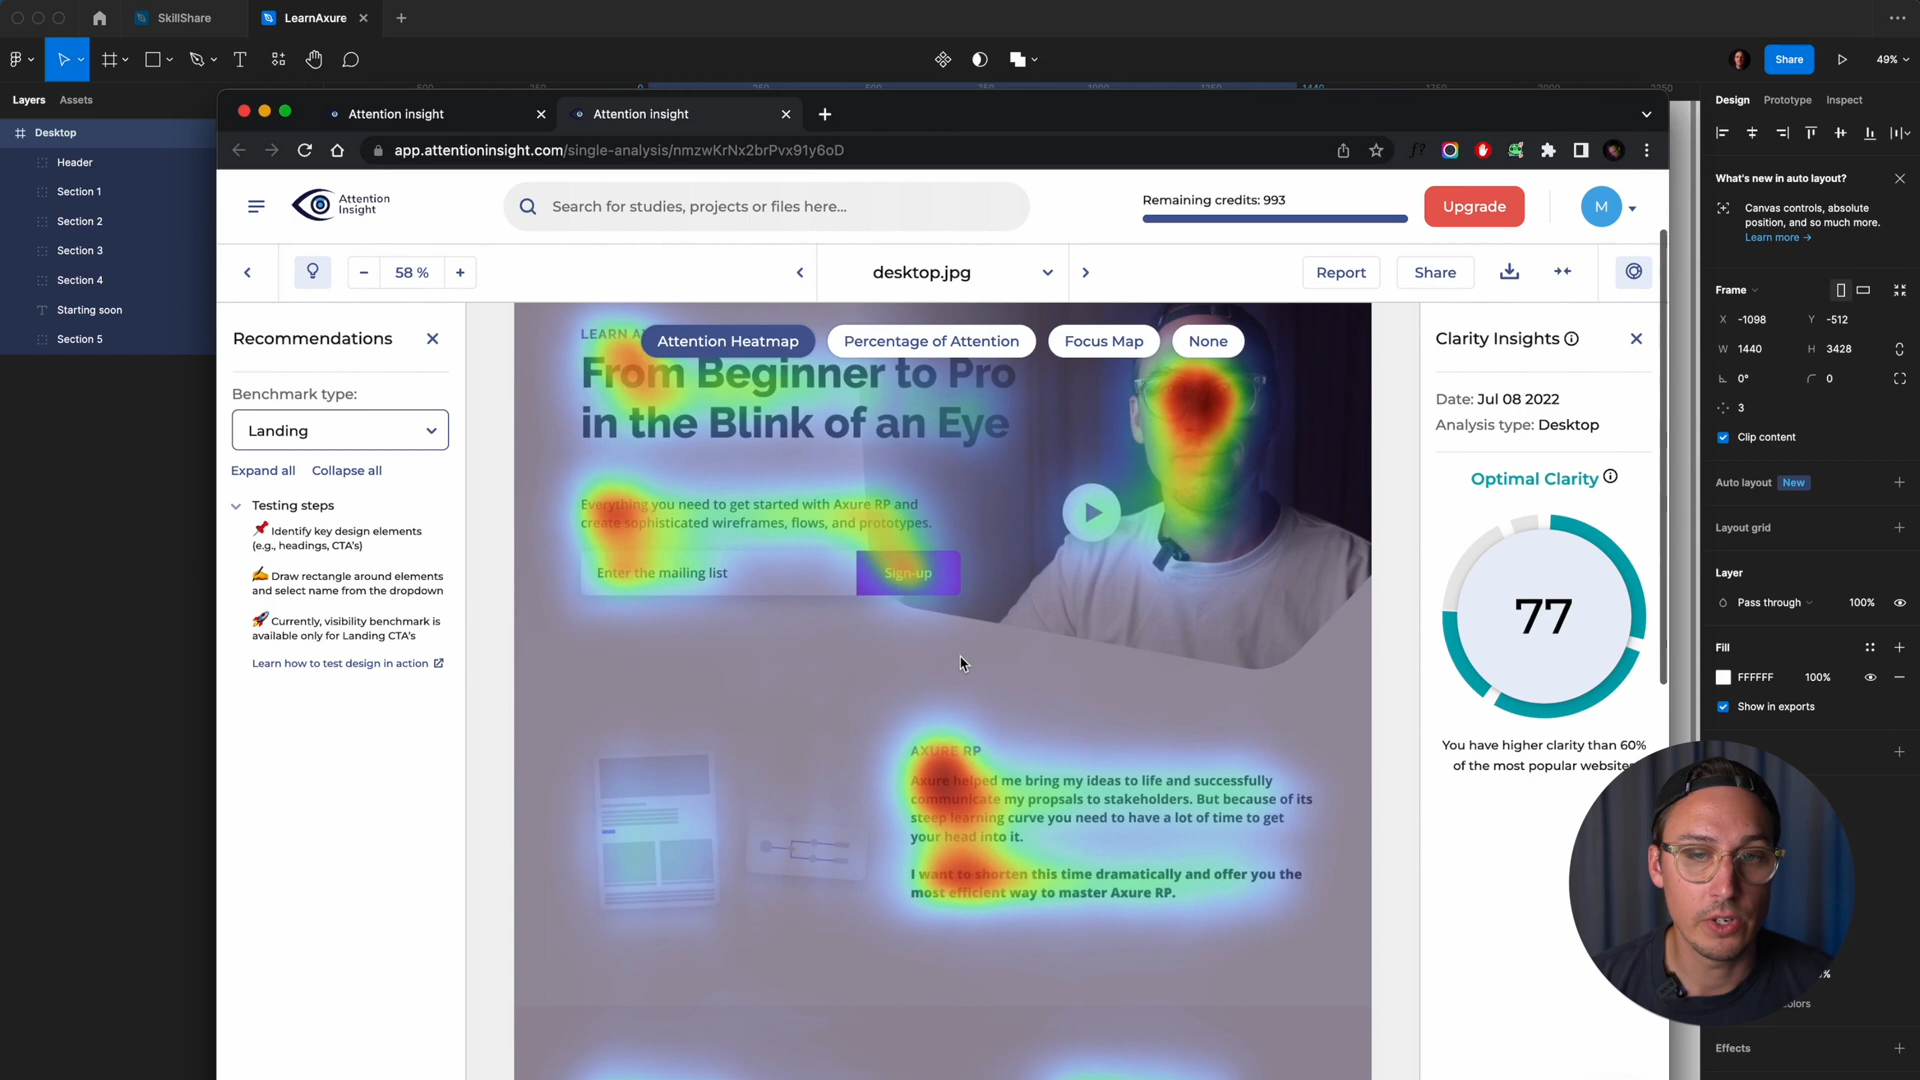 SkillShare
LearnAxure
Share
49%
Layers
Assets
Desktop
Header
Section 1
Section 2
Section 3
Section 4
Starting soon
Section 5
Attention insight
Attention insight
app.attentioninsight.com/single-analysis/nmzwKrNx2brPvx91y6oD
Attention
Insight
Search for studies, projects or files here...
Remaining credits: 993
Upgrade
M
58 %
desktop.jpg
Report
Share
Recommendations
Benchmark type:
Landing
Expand all
Collapse all
Testing steps
Identify key design elements
(e.g., headings, CTA's)
Draw rectangle around elements
and select name from the dropdown
Currently, visibility benchmark is
available only for Landing CTA's
Learn how to test design in action
LEARN A
Attention Heatmap
Percentage of Attention
Focus Map
None
From Beginner to Pro
in the Blink of an Eye
Everything you need to get started with Axure RP and
create sophisticated wireframes, flows, and prototypes.
Enter the mailing list
Sign-up
AXURE RP
Axure helped me bring my ideas to life and successfully
communicate my propsals to stakeholders. But because of its
steep learning curve you need to have a lot of time to get
your head into it.
I want to shorten this time dramatically and offer you the
most efficient way to master Axure RP.
Clarity Insights
Date: Jul 08 2022
Analysis type: Desktop
Optimal Clarity
77
You have higher clarity than 60%
of the most popular websites
Design
Prototype
Inspect
What's new in auto layout?
Canvas controls, absolute
position, and so much more.
Learn more →
Frame
X -1098
Y -512
W 1440
H 3428
0°
0
3
Clip content
Auto layout
New
Layout grid
Layer
Pass through
100%
Fill
FFFFFF
100%
Show in exports
Effects